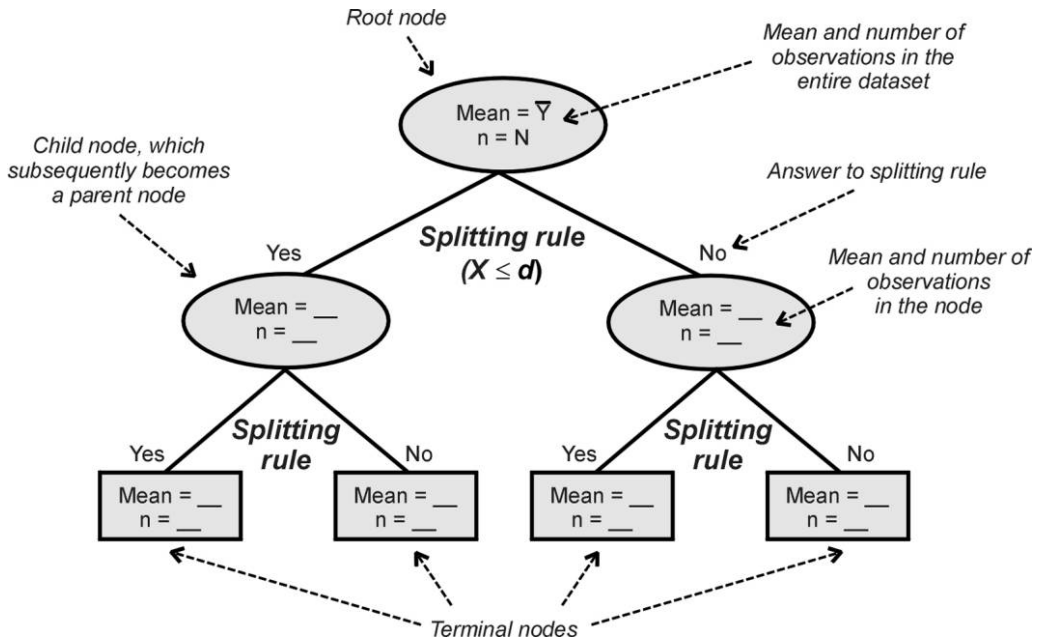 Root node
Mean and number of
observations in the
entire dataset
Mean = Y̅
n = N
Child node, which
subsequently becomes
a parent node
Answer to splitting rule
Yes
Splitting rule
(X ≤ d)
No
Mean and number of
observations
in the node
Mean = __
n = __
Mean = __
n = __
Yes
Splitting
rule
No
Yes
Splitting
rule
No
Mean = __
n = __
Mean = __
n = __
Mean = __
n = __
Mean = __
n = __
Terminal nodes